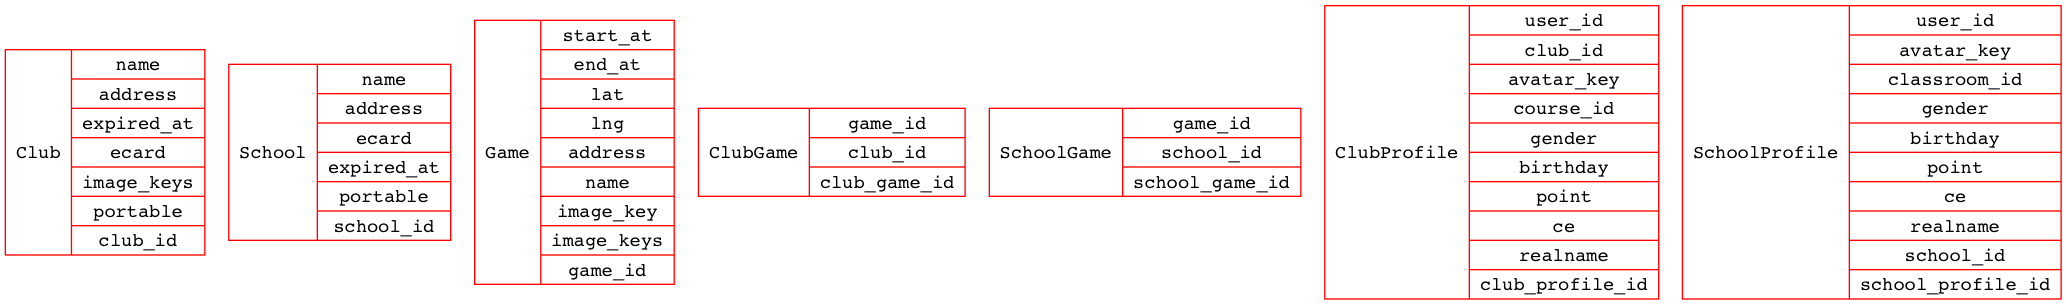 Club
name
address
expired_at
ecard
image_keys
portable
club_id
School
name
address
ecard
expired_at
portable
school_id
Game
start_at
end_at
lat
lng
address
name
image_key
image_keys
game_id
ClubGame
game_id
club_id
club_game_id
SchoolGame
game_id
school_id
school_game_id
ClubProfile
user_id
club_id
avatar_key
course_id
gender
birthday
point
ce
realname
club_profile_id
SchoolProfile
user_id
avatar_key
classroom_id
gender
birthday
point
ce
realname
school_id
school_profile_id